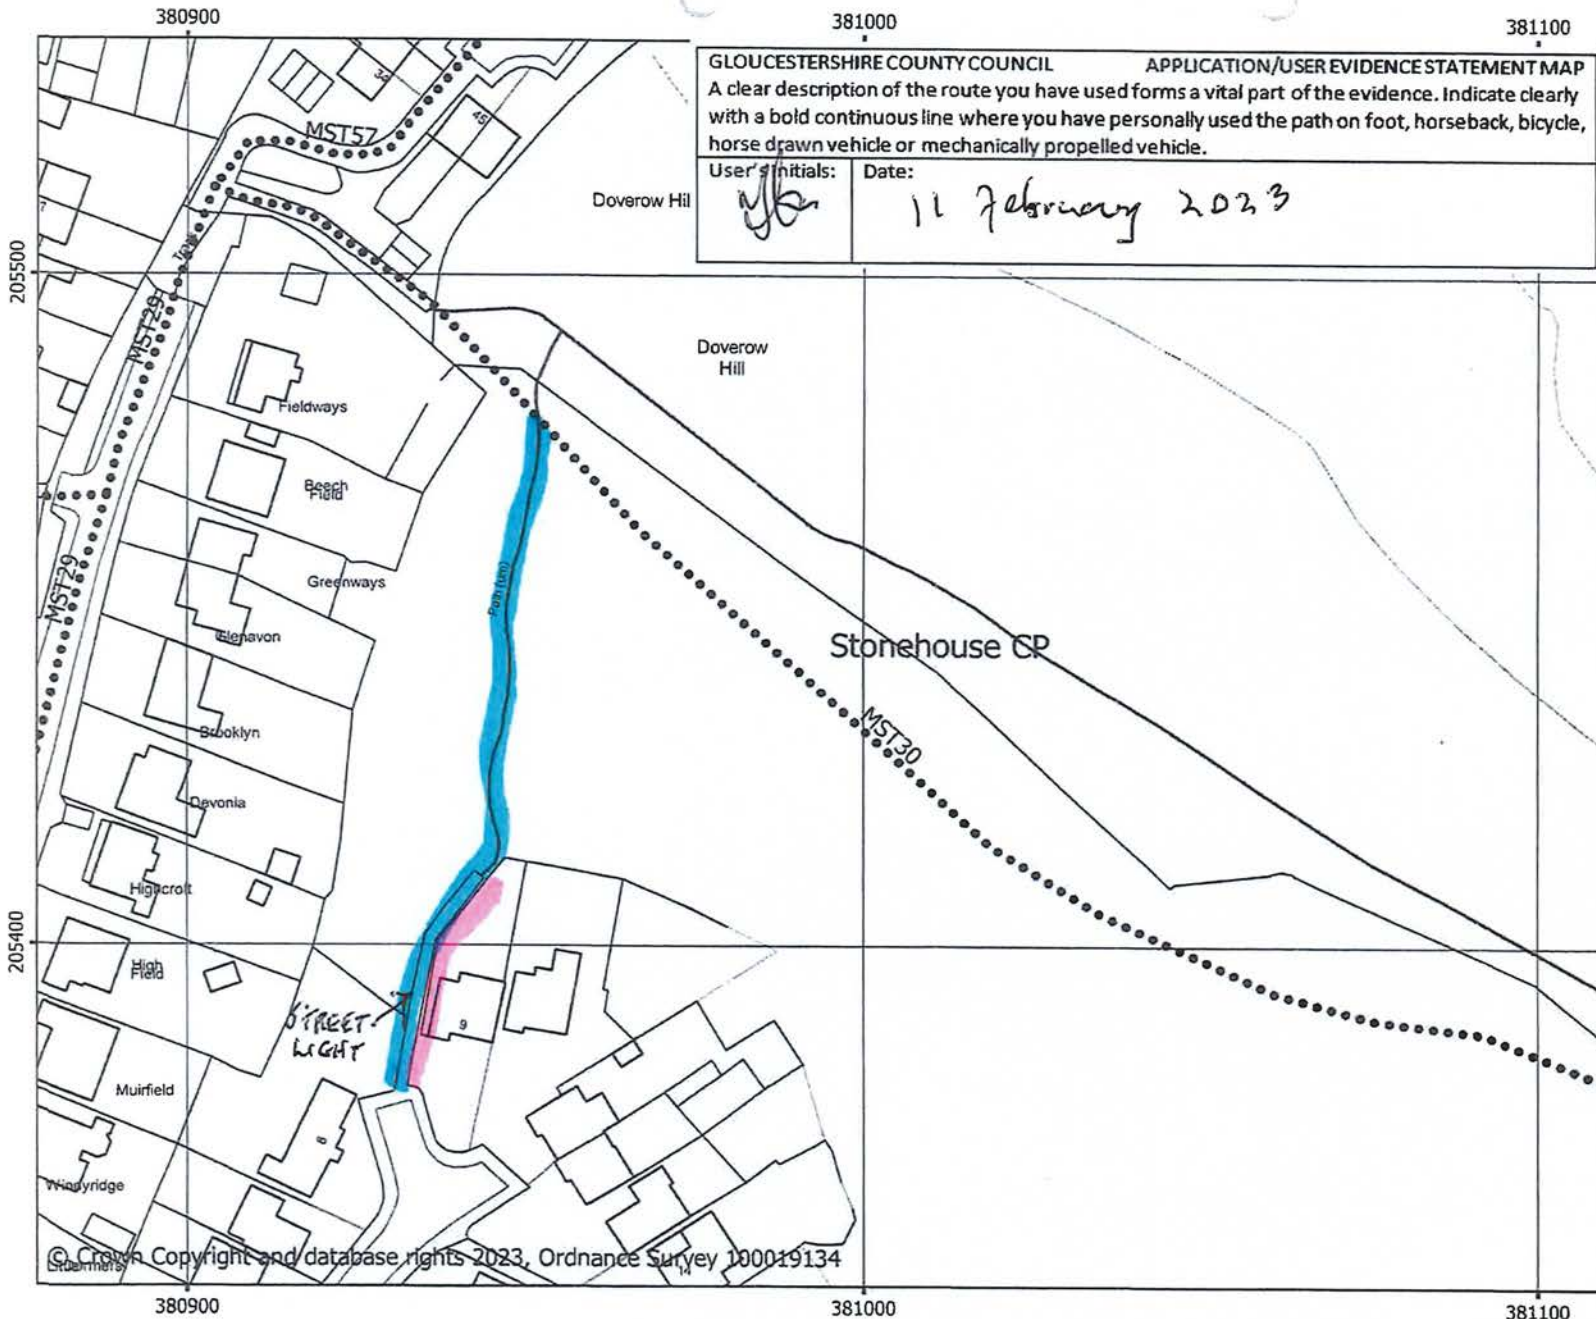 380900
381000
381100
GLOUCESTERSHIRE COUNTY COUNCIL APPLICATION/USER EVIDENCE STATEMENT MAP
A clear description of the route you have used forms a vital part of the evidence. Indicate clearly
with a bold continuous line where you have personally used the path on foot, horseback, bicycle,
horse drawn vehicle or mechanically propelled vehicle.
User's Initials:
Date:
11 February 2023
34
45
MST57
7
Doverow Hil
Track
205500
MST29
Doverow
Hill
Fieldways
Beech
Field
Path (um)
MST29
Greenways
Glenavon
Stonehouse CP
Brooklyn
MST30
Devonia
Highcroft
205400
High
Field
STREET
LIGHT
9
Muirfield
8
Windyridge
© Crown Copyright and database rights 2023, Ordnance Survey 100019134
14
380900
381000
381100